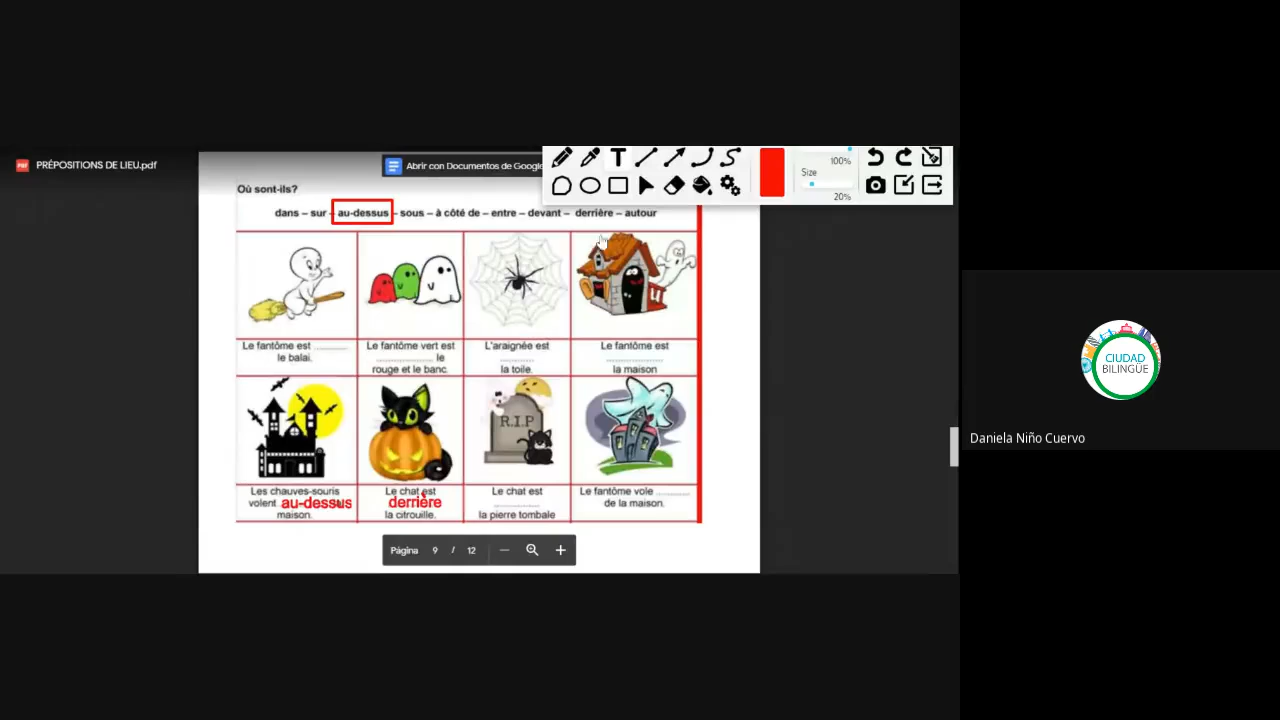 PRÉPOSITIONS DE LIEU.pdf
Abrir con Documentos de Google
100%
Size
20%
Où sont-ils?
dans – sur – au-dessus – sous – à côté de – entre – devant – derrière – autour
Le fantôme est ............
le balai.
Le fantôme vert est
.................... le
rouge et le banc.
L'araignée est
............
la toile.
Le fantôme est
....................
la maison
R.I.P
Les chauves-souris
volent au-dessus
maison.
Le chat est
derrière
la citrouille.
Le chat est
................
la pierre tombale
Le fantôme vole ............
de la maison.
Página 9 / 12
CIUDAD
BILINGÜE
Daniela Niño Cuervo